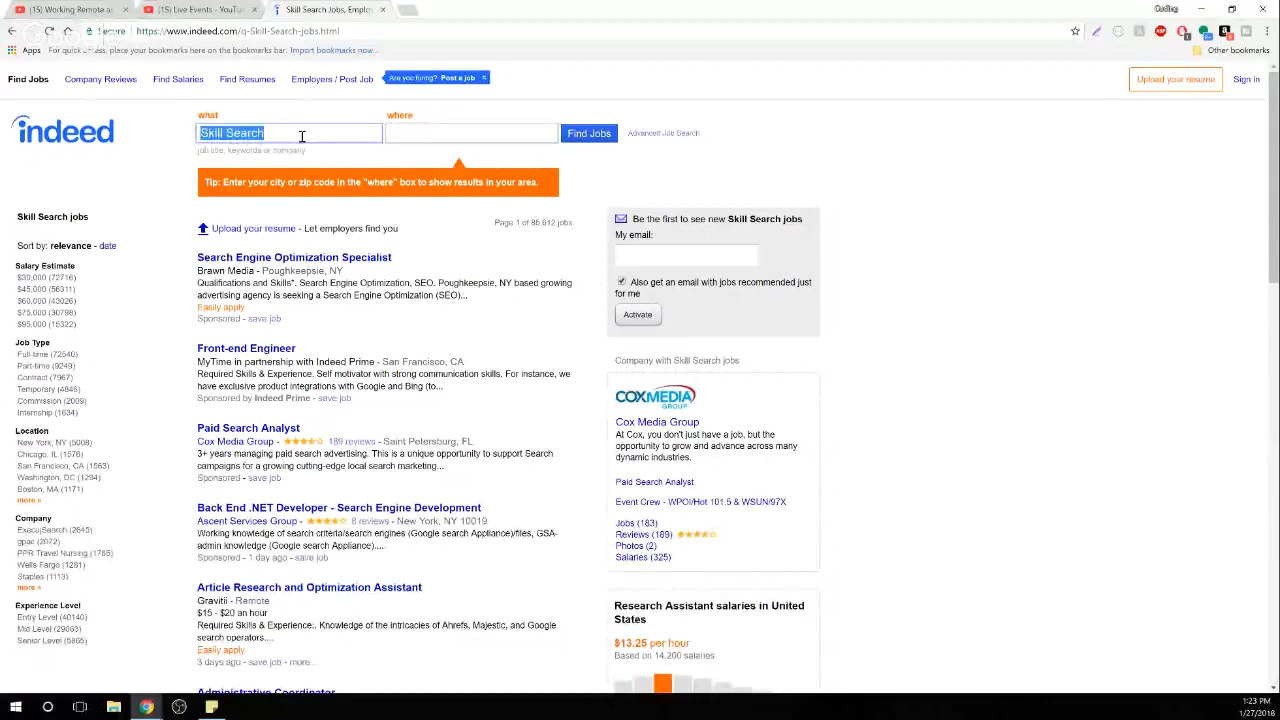 (15) Working Remote as
(15) Live Events - YouTu
Skill Search Jobs, Employ
Coding
Secure
https://www.indeed.com/q-Skill-Search-jobs.html
Apps
For quick access, place your bookmarks here on the bookmarks bar. Import bookmarks now...
Other bookmarks
Find Jobs
Company Reviews
Find Salaries
Find Resumes
Employers / Post Job
Are you hiring? Post a job
Upload your resume
Sign in
indeed
what
where
Skill Search
Find Jobs
Advanced Job Search
job title, keywords or company
Tip: Enter your city or zip code in the "where" box to show results in your area.
Skill Search jobs
Sort by: relevance - date
Salary Estimate
$30,000 (72716)
$45,000 (56311)
$60,000 (43026)
$75,000 (30798)
$95,000 (15322)
Job Type
Full-time (72540)
Part-time (9249)
Contract (7967)
Temporary (4846)
Commission (2009)
Internship (1634)
Location
New York, NY (5008)
Chicago, IL (1576)
San Francisco, CA (1563)
Washington, DC (1294)
Boston, MA (1171)
more »
Company
Execu|Search (2645)
gpac (2072)
PPR Travel Nursing (1785)
Wells Fargo (1281)
Staples (1113)
more »
Experience Level
Entry Level (40140)
Mid Level (29063)
Senior Level (5865)
Upload your resume - Let employers find you
Page 1 of 85,612 jobs
Search Engine Optimization Specialist
Brawn Media - Poughkeepsie, NY
Qualifications and Skills*. Search Engine Optimization, SEO. Poughkeepsie, NY based growing
advertising agency is seeking a Search Engine Optimization (SEO)...
Easily apply
Sponsored - save job
Front-end Engineer
MyTime in partnership with Indeed Prime - San Francisco, CA
Required Skills & Experience. Self motivator with strong communication skills. For instance, we
have exclusive product integrations with Google and Bing (to...
Sponsored by Indeed Prime - save job
Paid Search Analyst
Cox Media Group - 189 reviews - Saint Petersburg, FL
3+ years managing paid search advertising. This is a unique opportunity to support Search
campaigns for a growing cutting-edge local search marketing...
Sponsored - save job
Back End .NET Developer - Search Engine Development
Ascent Services Group - 8 reviews - New York, NY 10019
Working knowledge of search criteria/search engines (Google Search Appliance)/files, GSA-
admin knowledge (Google search Appliance)....
Sponsored - 1 day ago - save job
Article Research and Optimization Assistant
Gravitii - Remote
$15 - $20 an hour
Required Skills & Experience:. Knowledge of the intricacies of Ahrefs, Majestic, and Google
search operators....
Easily apply
3 days ago - save job - more...
Administrative Coordinator
Be the first to see new Skill Search jobs
My email:
Also get an email with jobs recommended just
for me
Activate
Company with Skill Search jobs
COXMEDIA
GROUP
Cox Media Group
At Cox, you don't just have a job, but the
opportunity to grow and advance across many
dynamic industries.
Paid Search Analyst
Event Crew - WPOI/Hot 101.5 & WSUN/97X
Jobs (183)
Reviews (189)
Photos (2)
Salaries (325)
Research Assistant salaries in United
States
$13.25 per hour
Based on 14,200 salaries
1:23 PM
1/27/2018